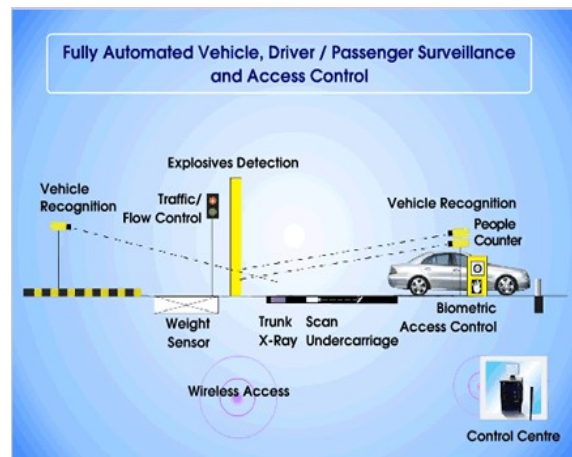 Fully Automated Vehicle, Driver / Passenger Surveillance
and Access Control
Explosives Detection
Vehicle
Recognition
Traffic/
Flow Control
Vehicle Recognition
People
Counter
Weight
Sensor
Trunk
X-Ray
Scan
Undercarriage
Biometric
Access Control
Wireless Access
Control Centre